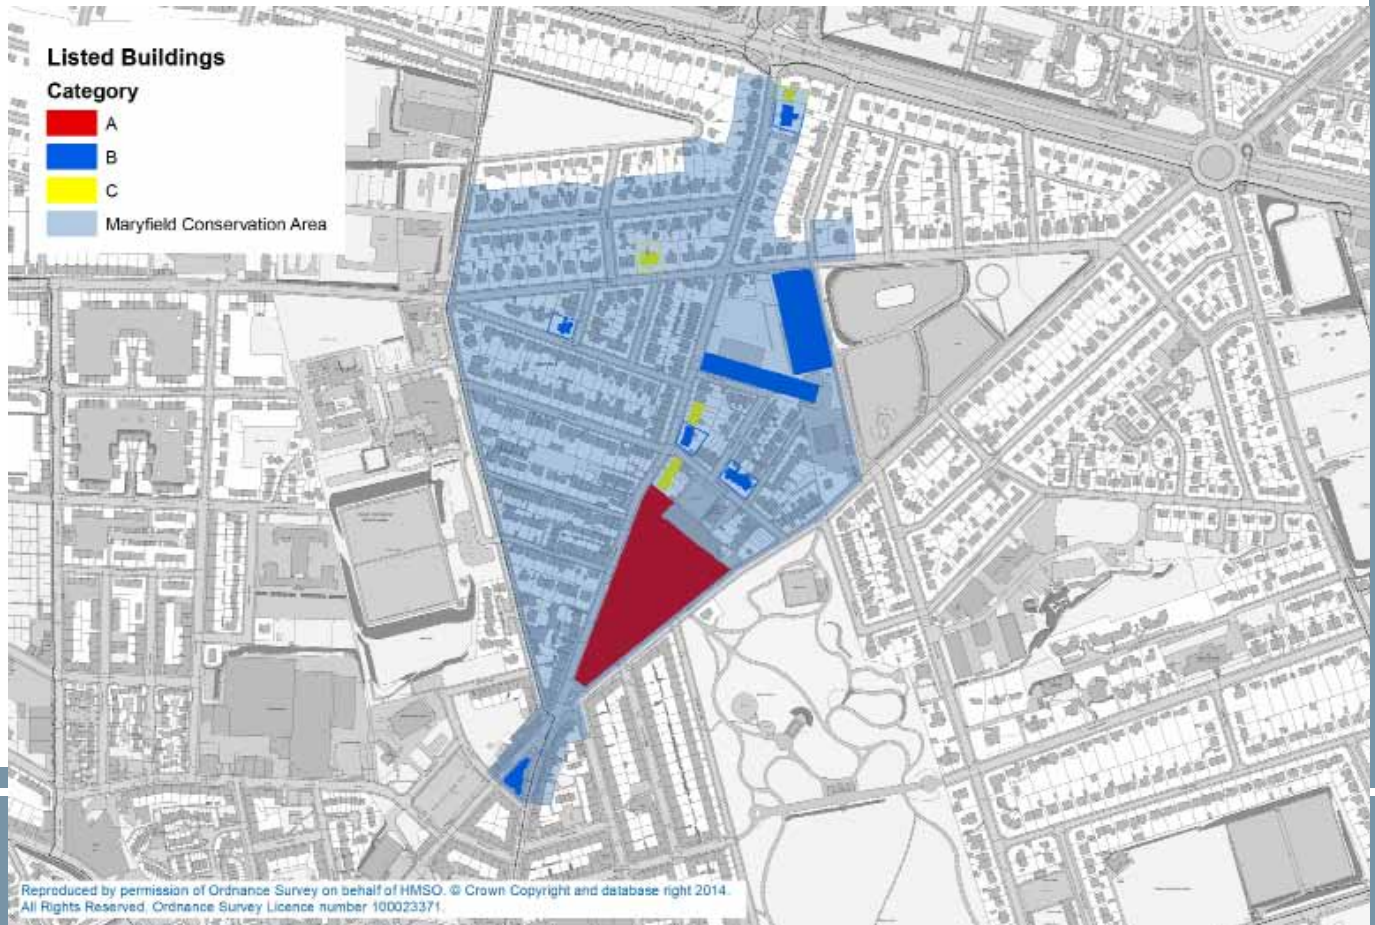 Listed Buildings
Category
A
B
C
Maryfield Conservation Area
Reproduced by permission of Ordnance Survey on behalf of HMSO. © Crown Copyright and database right 2014.
All Rights Reserved. Ordnance Survey Licence number 100023371.